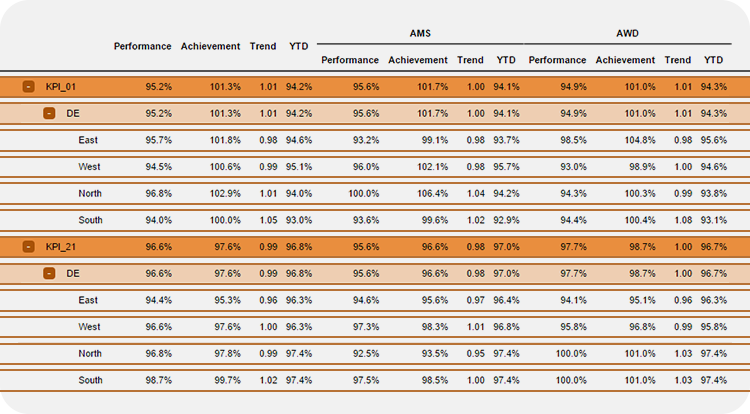 AMS AWD
Performance Achievement Trend YTD Performance Achievement Trend YTD Performance Achievement Trend YTD
- KPI_01 95.2% 101.3% 1.01 94.2% 95.6% 101.7% 1.00 94.1% 94.9% 101.0% 1.01 94.3%
- DE 95.2% 101.3% 1.01 94.2% 95.6% 101.7% 1.00 94.1% 94.9% 101.0% 1.01 94.3%
East 95.7% 101.8% 0.98 94.6% 93.2% 99.1% 0.98 93.7% 98.5% 104.8% 0.98 95.6%
West 94.5% 100.6% 0.99 95.1% 96.0% 102.1% 0.98 95.7% 93.0% 98.9% 1.00 94.6%
North 96.8% 102.9% 1.01 94.0% 100.0% 106.4% 1.04 94.2% 94.3% 100.3% 0.99 93.8%
South 94.0% 100.0% 1.05 93.0% 93.6% 99.6% 1.02 92.9% 94.4% 100.4% 1.08 93.1%
- KPI_21 96.6% 97.6% 0.99 96.8% 95.6% 96.6% 0.98 97.0% 97.7% 98.7% 1.00 96.7%
- DE 96.6% 97.6% 0.99 96.8% 95.6% 96.6% 0.98 97.0% 97.7% 98.7% 1.00 96.7%
East 94.4% 95.3% 0.96 96.3% 94.6% 95.6% 0.97 96.4% 94.1% 95.1% 0.96 96.3%
West 96.6% 97.6% 1.00 96.3% 97.3% 98.3% 1.01 96.8% 95.8% 96.8% 0.99 95.8%
North 96.8% 97.8% 0.99 97.4% 92.5% 93.5% 0.95 97.4% 100.0% 101.0% 1.03 97.4%
South 98.7% 99.7% 1.02 97.4% 97.5% 98.5% 1.00 97.4% 100.0% 101.0% 1.03 97.4%